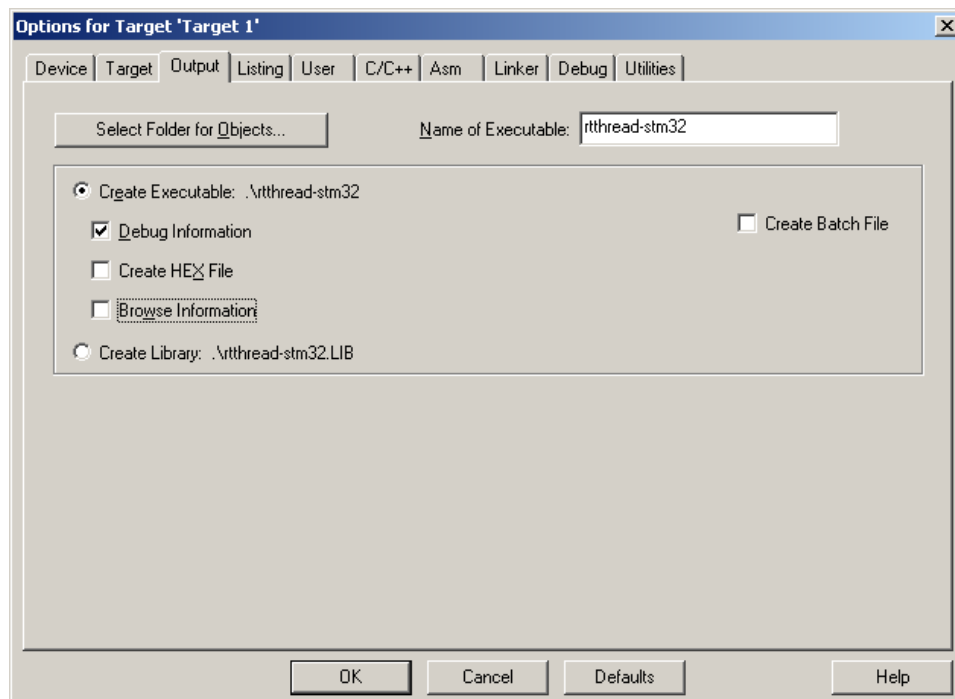 Options for Target 'Target 1'
Device Target Output Listing User C/C++ Asm Linker Debug Utilities
Select Folder for Objects... Name of Executable: rtthread-stm32
Create Executable: .\rtthread-stm32
Debug Information
Create Batch File
Create HEX File
Browse Information
Create Library: .\rtthread-stm32.LIB
OK Cancel Defaults Help